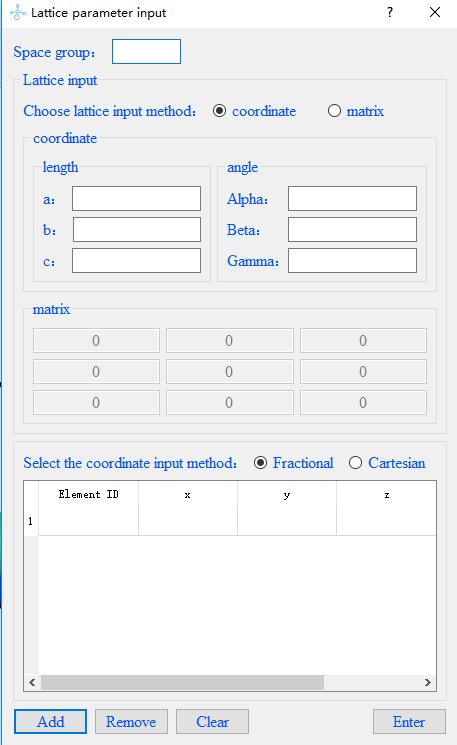 Lattice parameter input ?
Space group:
Lattice input
Choose lattice input method: coordinate matrix
coordinate
length angle
a: Alpha:
b: Beta:
c: Gamma:
matrix
0 0 0
0 0 0
0 0 0
Select the coordinate input method: Fractional Cartesian
Element ID x y z
1
Add Remove Clear Enter